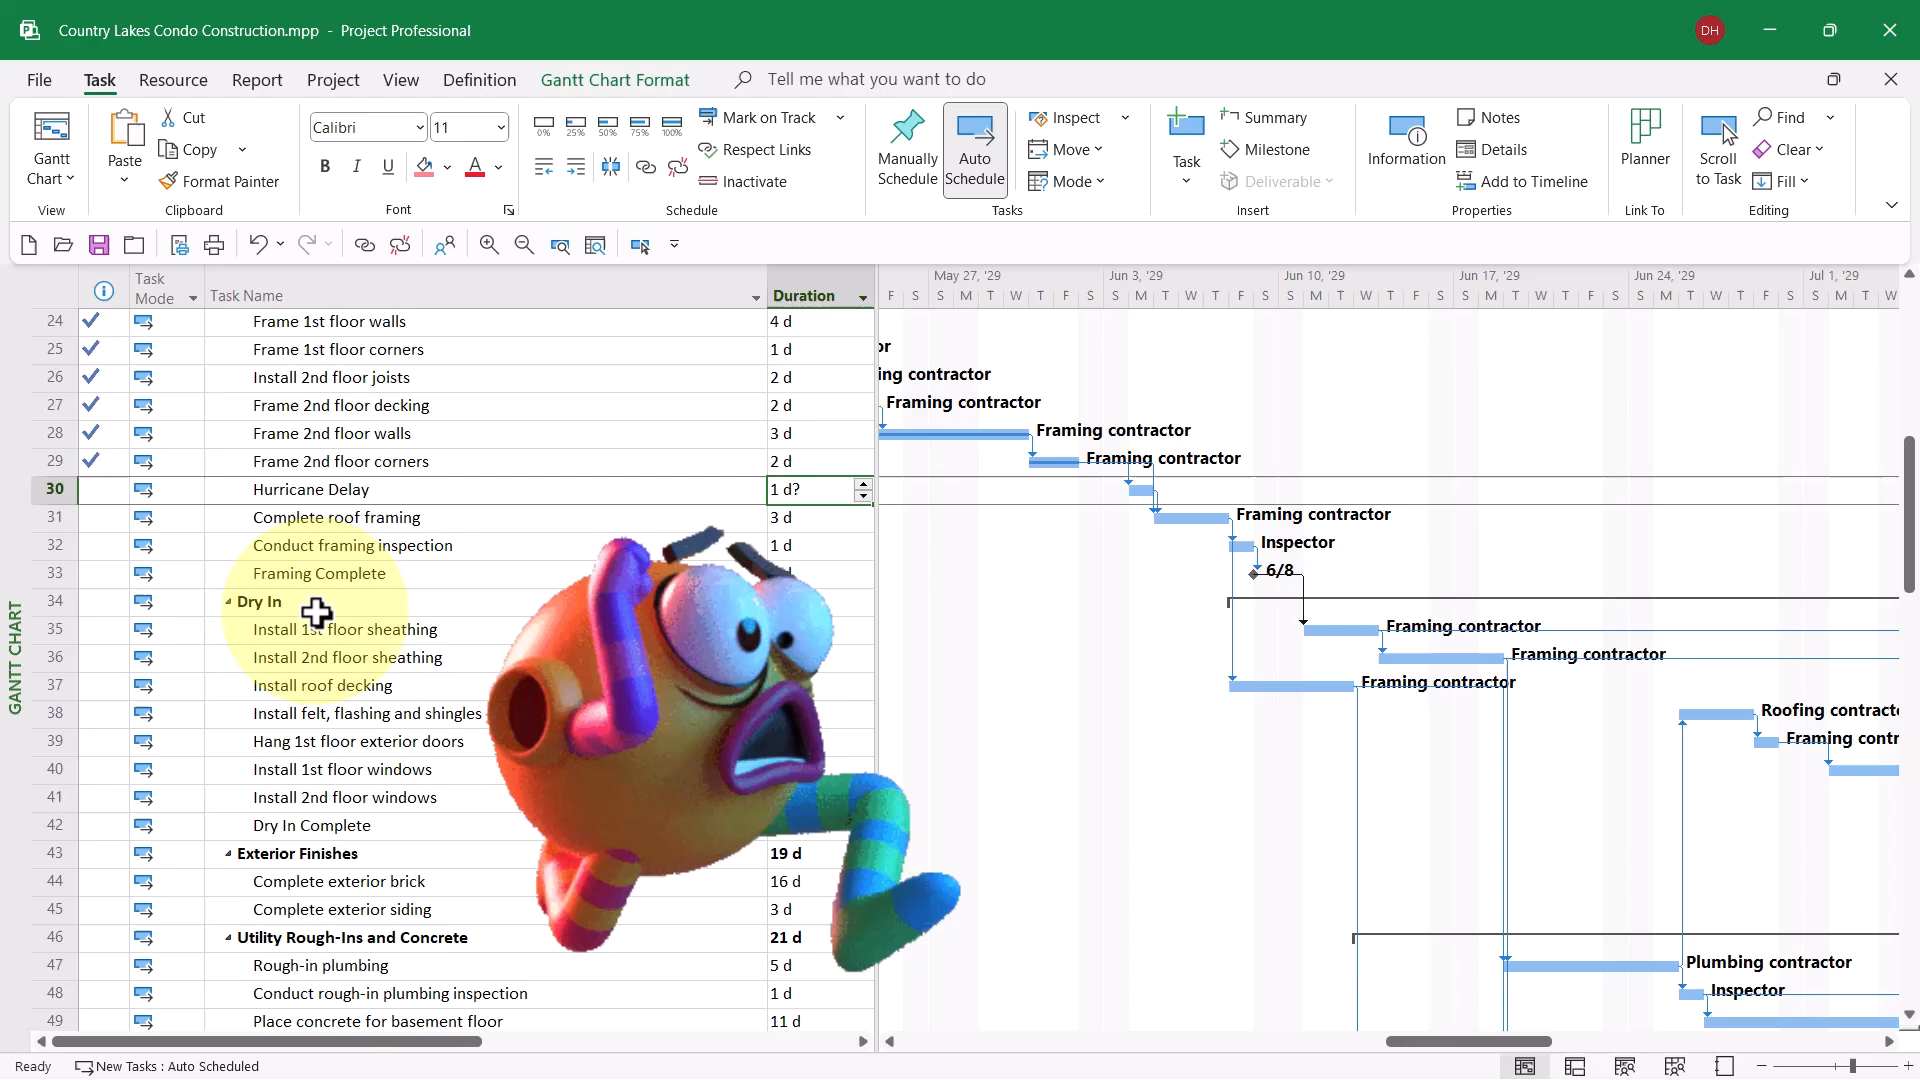 Country Lakes Condo Construction.mpp - Project Professional
DH
File Task Resource Report Project View Definition Gantt Chart Format Tell me what you want to do
Gantt Chart
View
Paste
Cut
Copy
Format Painter
Clipboard
Calibri 11
B I U A
Font
0% 25% 50% 75% 100%
Mark on Track
Respect Links
Inactivate
Schedule
Manually Schedule
Auto Schedule
Inspect
Move
Mode
Tasks
Task
Summary
Milestone
Deliverable
Insert
Information
Notes
Details
Add to Timeline
Properties
Planner
Link To
Scroll to Task
Find
Clear
Fill
Editing
Task Mode Task Name Duration
May 27, '29 Jun 3, '29 Jun 10, '29 Jun 17, '29 Jun 24, '29 Jul 1, '29
F S S M T W T F S S M T W T F S S M T W T F S S M T W T F S S M T W T F S S M T W
24 Frame 1st floor walls 4 d
25 Frame 1st floor corners 1 d
or
26 Install 2nd floor joists 2 d
ing contractor
27 Frame 2nd floor decking 2 d
Framing contractor
28 Frame 2nd floor walls 3 d
Framing contractor
29 Frame 2nd floor corners 2 d
Framing contractor
30 Hurricane Delay 1 d?
31 Complete roof framing 3 d
Framing contractor
32 Conduct framing inspection 1 d
Inspector
33 Framing Complete
6/8
34 Dry In
35 Install 1st floor sheathing
Framing contractor
36 Install 2nd floor sheathing
Framing contractor
37 Install roof decking
Framing contractor
38 Install felt, flashing and shingles
Roofing contract
39 Hang 1st floor exterior doors
Framing contr
40 Install 1st floor windows
41 Install 2nd floor windows
42 Dry In Complete
43 Exterior Finishes 19 d
44 Complete exterior brick 16 d
45 Complete exterior siding 3 d
46 Utility Rough-Ins and Concrete 21 d
47 Rough-in plumbing 5 d
Plumbing contractor
48 Conduct rough-in plumbing inspection 1 d
Inspector
49 Place concrete for basement floor 11 d
GANTT CHART
Ready New Tasks : Auto Scheduled